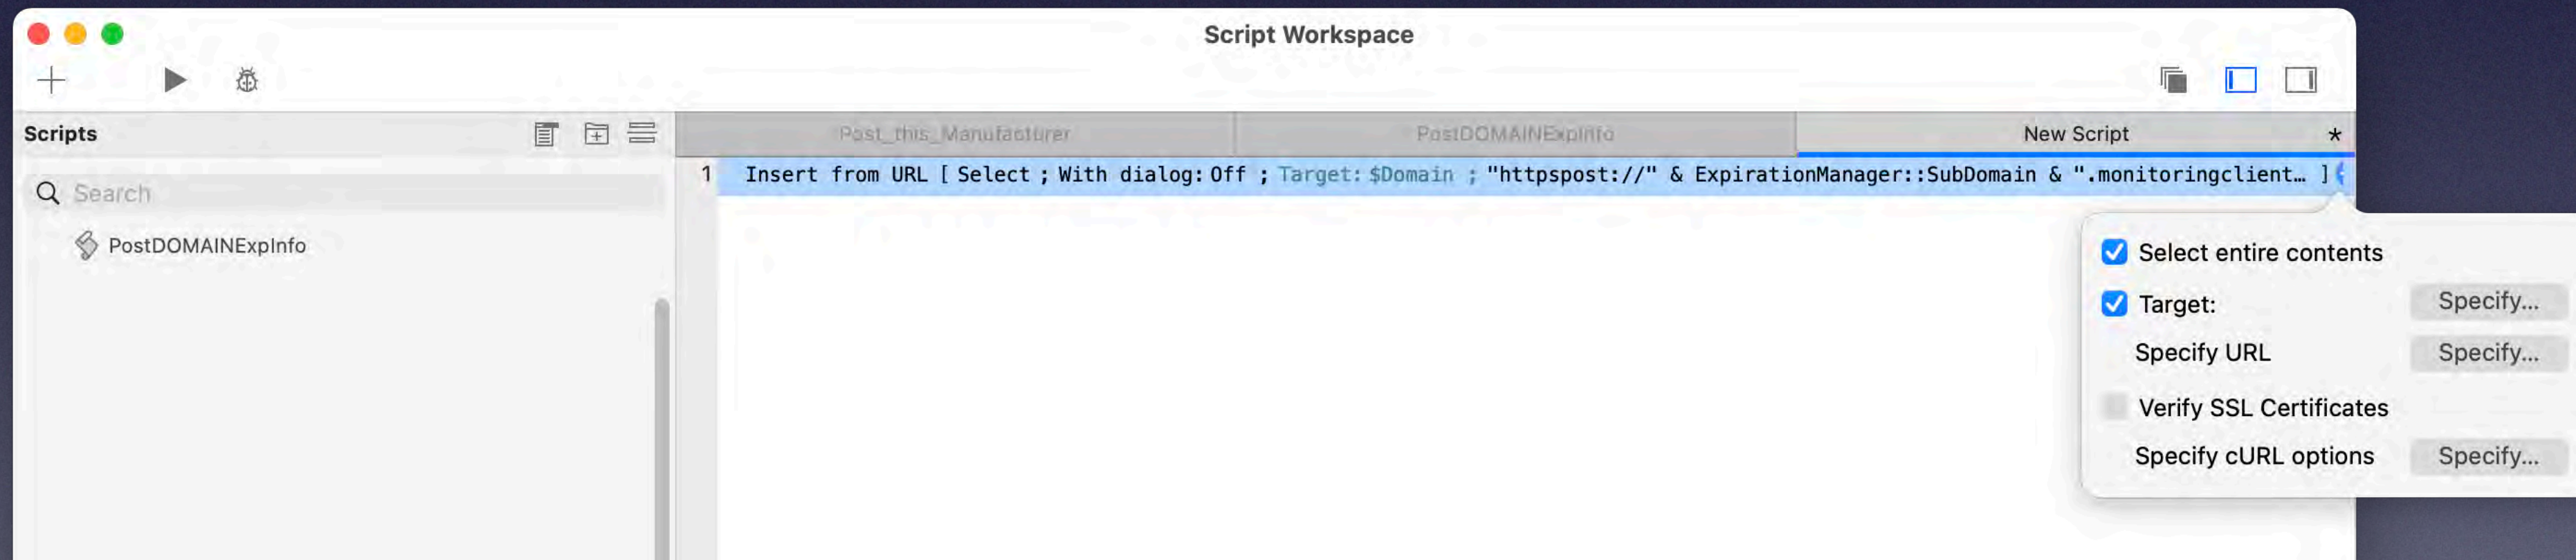 Script Workspace
Scripts
Post_this_Manufacturer
PostDOMAINExpInfo
New Script *
Search
1 Insert from URL [ Select ; With dialog: Off ; Target: $Domain ; "httpspost://" & ExpirationManager::SubDomain & ".monitoringclient… ]
PostDOMAINExpInfo
Select entire contents
Target: Specify...
Specify URL Specify...
Verify SSL Certificates
Specify cURL options Specify...